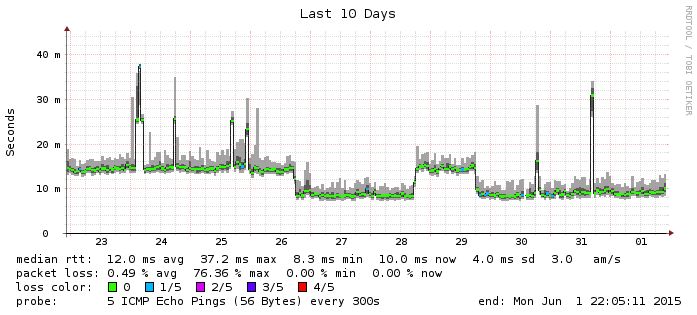 Last 10 Days
RRDTOOL / TOBI OETIKER
Seconds
40 m
30 m
20 m
10 m
0
23 24 25 26 27 28 29 30 31 01
median rtt: 12.0 ms avg 37.2 ms max 8.3 ms min 10.0 ms now 4.0 ms sd 3.0 am/s
packet loss: 0.49 % avg 76.36 % max 0.00 % min 0.00 % now
loss color: 0 1/5 2/5 3/5 4/5
probe: 5 ICMP Echo Pings (56 Bytes) every 300s end: Mon Jun 1 22:05:11 2015